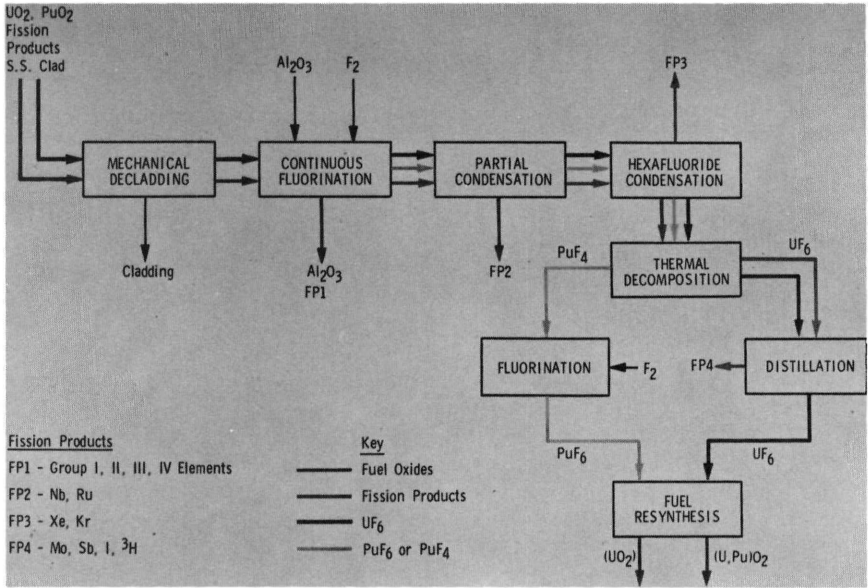 UO2, PuO2
Fission
Products
S.S. Clad
Al2O3
F2
FP3
MECHANICAL
DECLADDING
CONTINUOUS
FLUORINATION
PARTIAL
CONDENSATION
HEXAFLUORIDE
CONDENSATION
Cladding
Al2O3
FP1
FP2
PuF4
THERMAL
DECOMPOSITION
UF6
FLUORINATION
F2
FP4
DISTILLATION
PuF6
UF6
FUEL
RESYNTHESIS
(UO2)
(U,Pu)O2
Fission Products
FP1 - Group I, II, III, IV Elements
FP2 - Nb, Ru
FP3 - Xe, Kr
FP4 - Mo, Sb, I, ³H
Key
Fuel Oxides
Fission Products
UF6
PuF6 or PuF4